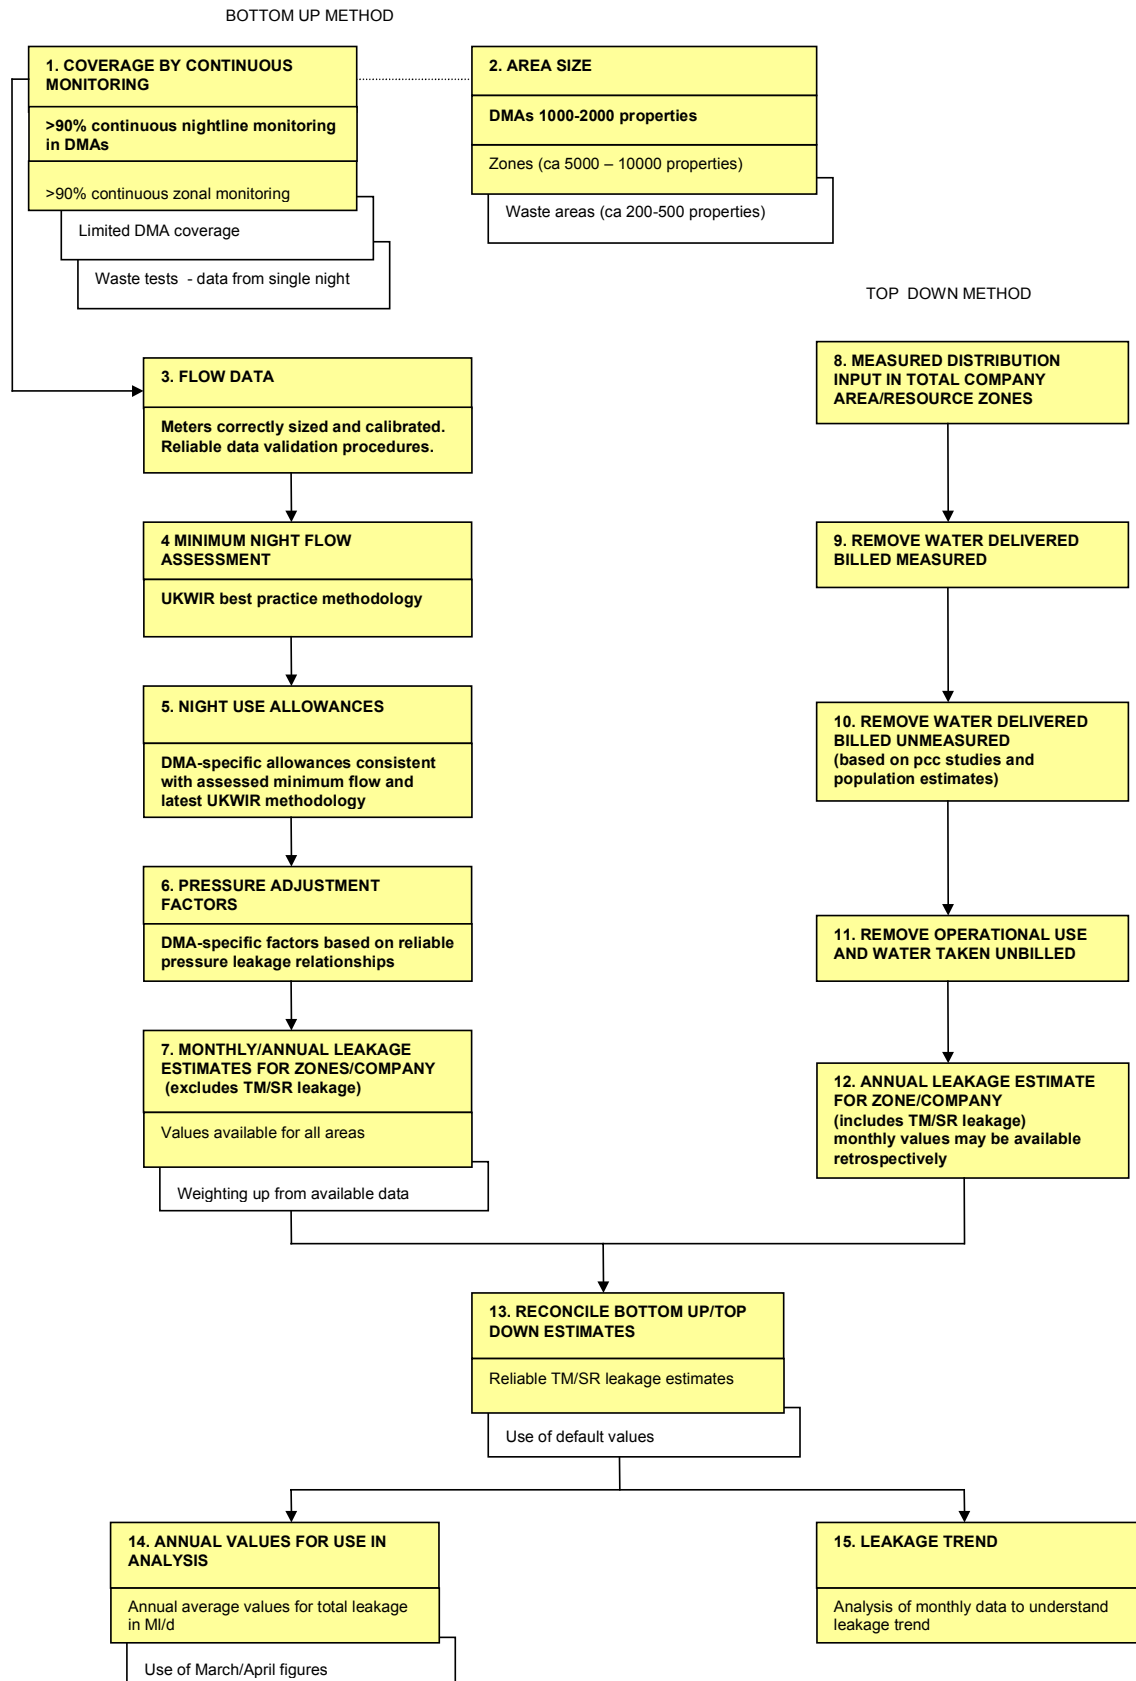 BOTTOM UP METHOD
1. COVERAGE BY CONTINUOUS
MONITORING
>90% continuous nightline monitoring
in DMAs
>90% continuous zonal monitoring
Limited DMA coverage
Waste tests - data from single night
2. AREA SIZE
DMAs 1000-2000 properties
Zones (ca 5000 – 10000 properties)
Waste areas (ca 200-500 properties)
3. FLOW DATA
Meters correctly sized and calibrated.
Reliable data validation procedures.
4 MINIMUM NIGHT FLOW
ASSESSMENT
UKWIR best practice methodology
5. NIGHT USE ALLOWANCES
DMA-specific allowances consistent
with assessed minimum flow and
latest UKWIR methodology
6. PRESSURE ADJUSTMENT
FACTORS
DMA-specific factors based on reliable
pressure leakage relationships
7. MONTHLY/ANNUAL LEAKAGE
ESTIMATES FOR ZONES/COMPANY
(excludes TM/SR leakage)
Values available for all areas
Weighting up from available data
TOP DOWN METHOD
8. MEASURED DISTRIBUTION
INPUT IN TOTAL COMPANY
AREA/RESOURCE ZONES
9. REMOVE WATER DELIVERED
BILLED MEASURED
10. REMOVE WATER DELIVERED
BILLED UNMEASURED
(based on pcc studies and
population estimates)
11. REMOVE OPERATIONAL USE
AND WATER TAKEN UNBILLED
12. ANNUAL LEAKAGE ESTIMATE
FOR ZONE/COMPANY
(includes TM/SR leakage)
monthly values may be available
retrospectively
13. RECONCILE BOTTOM UP/TOP
DOWN ESTIMATES
Reliable TM/SR leakage estimates
Use of default values
14. ANNUAL VALUES FOR USE IN
ANALYSIS
Annual average values for total leakage
in Ml/d
Use of March/April figures
15. LEAKAGE TREND
Analysis of monthly data to understand
leakage trend